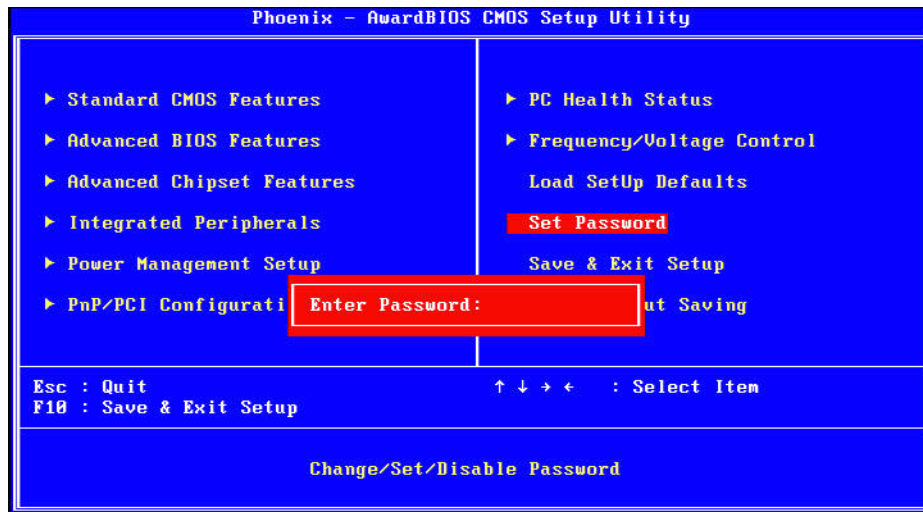 Phoenix - AwardBIOS CMOS Setup Utility
► Standard CMOS Features
► Advanced BIOS Features
► Advanced Chipset Features
► Integrated Peripherals
► Power Management Setup
► PnP/PCI Configurati
► PC Health Status
► Frequency/Voltage Control
Load SetUp Defaults
Set Password
Save & Exit Setup
ut Saving
Enter Password:
Esc : Quit
F10 : Save & Exit Setup
↑ ↓ → ← : Select Item
Change/Set/Disable Password